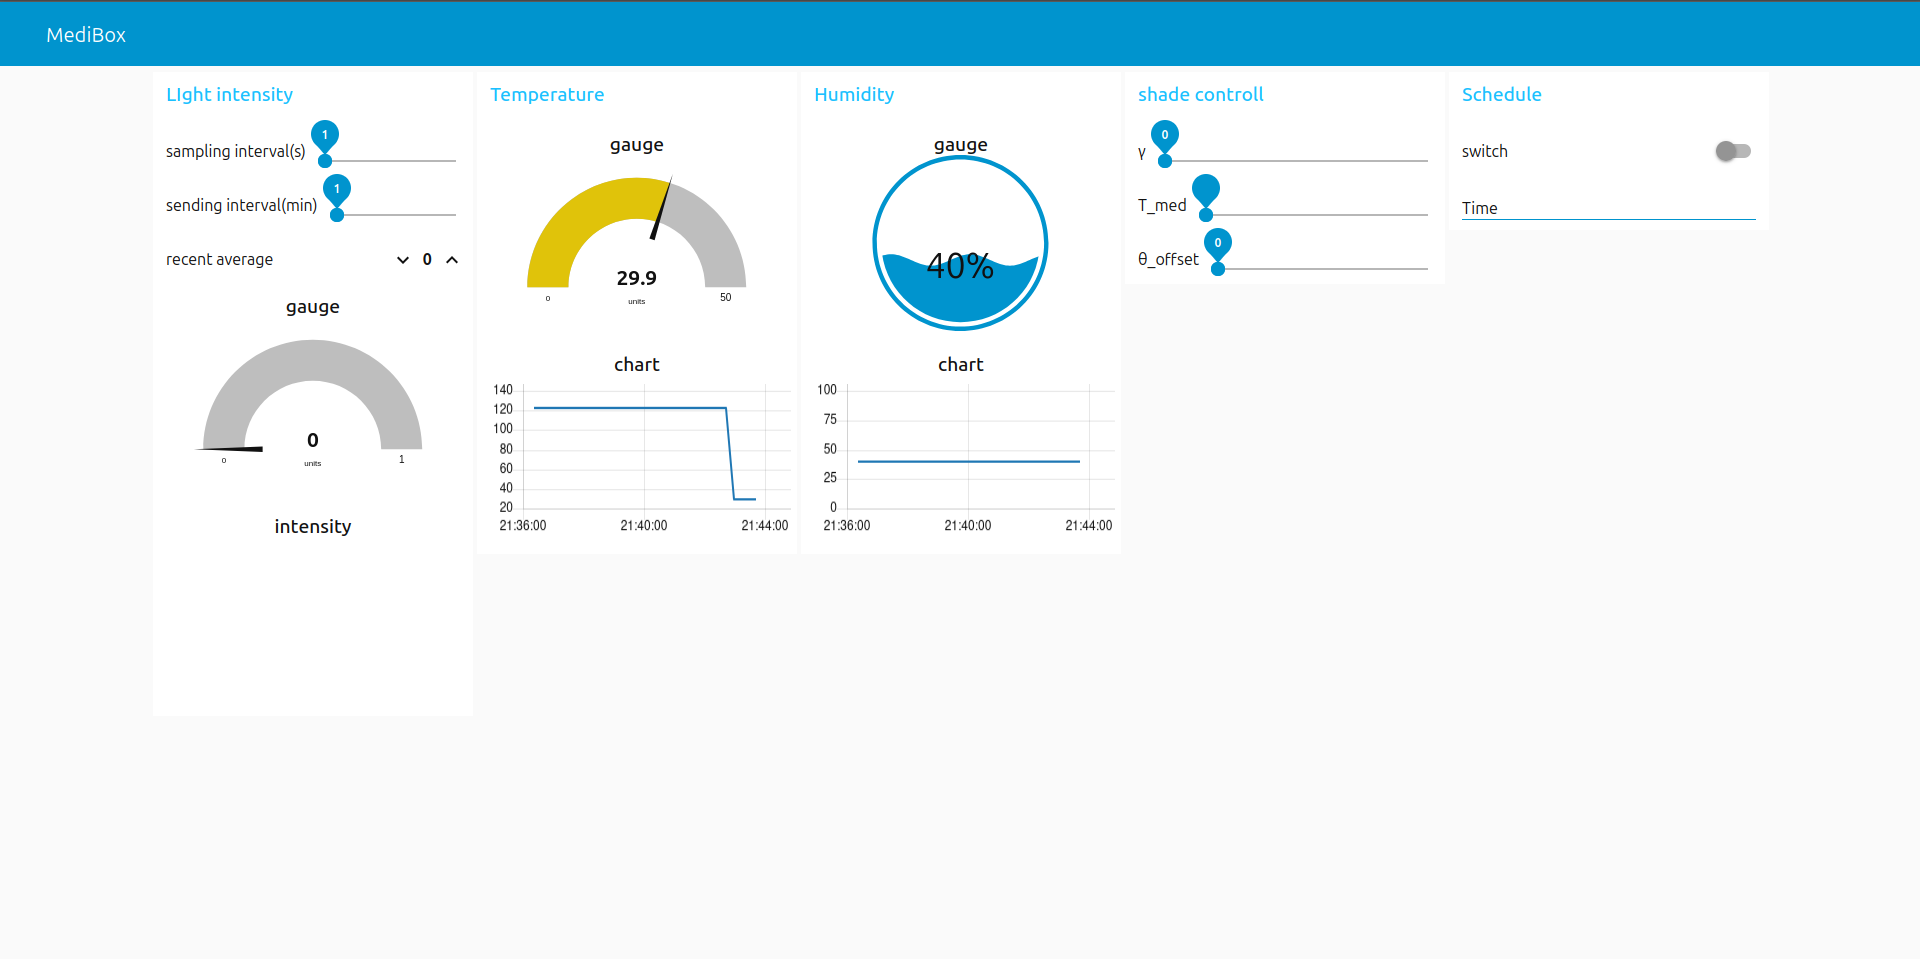 MediBox
LIght intensity
sampling interval(s)
1
sending interval(min)
1
recent average
0
gauge
0
units
0
1
intensity
Temperature
gauge
29.9
units
0
50
chart
140
120
100
80
60
40
20
21:36:00 21:40:00 21:44:00
Humidity
gauge
40%
chart
100
75
50
25
0
21:36:00 21:40:00 21:44:00
shade controll
γ
0
T_med
θ_offset
0
Schedule
switch
Time